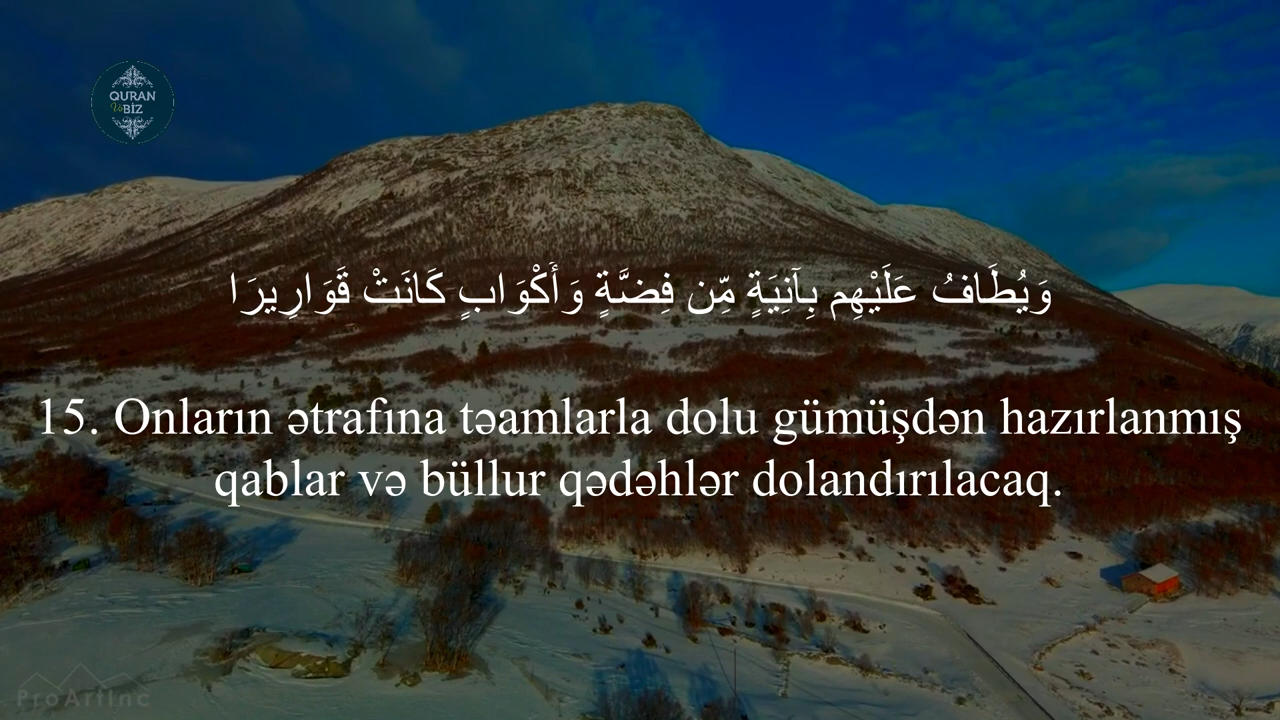 QURAN
Və BİZ
وَيُطَافُ عَلَيْهِم بِآنِيَةٍ مِّن فِضَّةٍ وَأَكْوَابٍ كَانَتْ قَوَارِيرَا
15. Onların ətrafına təamlarla dolu gümüşdən hazırlanmış
qablar və büllur qədəhlər dolandırılacaq.
ProArtInc